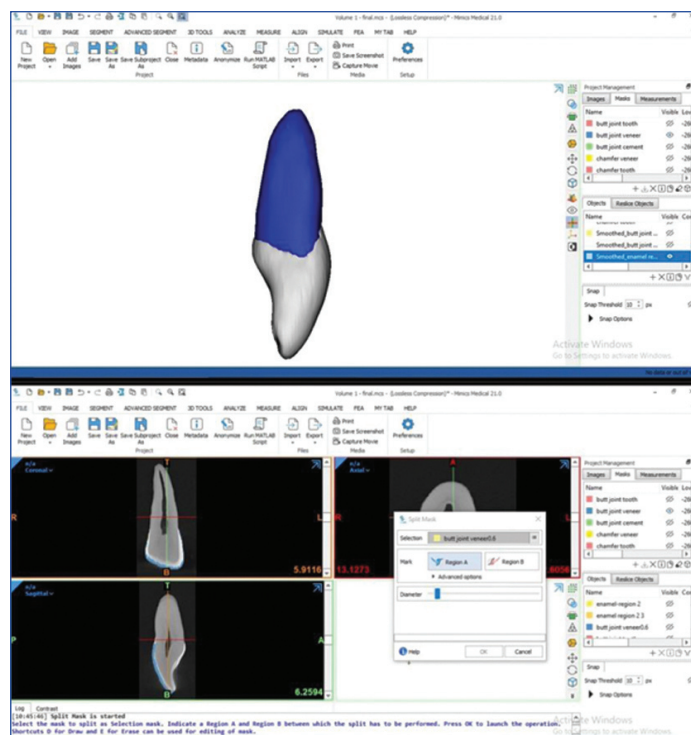 Volume 1 - final.mcs - (Lossless Compression)* - Mimics Medical 21.0
FILE VIEW IMAGE SEGMENT ADVANCED SEGMENT 3D TOOLS ANALYZE MEASURE ALIGN SIMULATE FEA MY TAB HELP
New Project Open Add Images Save Save As Save Subproject As Close Metadata Anonymize Run MATLAB Script Import Export Print Save Screenshot Capture Movie Preferences
Project Files Media Setup
Project Management
Images Masks Measurements
Name Visible
butt joint tooth
butt joint veneer
butt joint cement
chamfer veneer
chamfer tooth
Objects Reslice Objects
Name Visible
Smoothed_butt joint ...
Smoothed_butt joint ...
Smoothed_enamel re...
Snap
Snap Threshold 10 px
Snap Options
Activate Windows
Go to Settings to activate Windows.
Volume 1 - final.mcs - (Lossless Compression)* - Mimics Medical 21.0
FILE VIEW IMAGE SEGMENT ADVANCED SEGMENT 3D TOOLS ANALYZE MEASURE ALIGN SIMULATE FEA MY TAB HELP
New Project Open Add Images Save Save As Save Subproject As Close Metadata Anonymize Run MATLAB Script Import Export Print Save Screenshot Capture Movie Preferences
Project Files Media Setup
n/a
Coronal
T
R
L
B
5.9116
n/a
Axial
A
R
L
13.1273
Split Mask
Selection butt joint veneer0.6
Mark Region A Region B
Advanced options
Diameter
Help OK Cancel
n/a
Sagittal
T
P
A
B
6.2594
Project Management
Images Masks Measurements
Name Visible
butt joint tooth
butt joint veneer
butt joint cement
chamfer veneer
chamfer tooth
Objects Reslice Objects
Name Visible
enamel region 2
enamel region 2 3
butt joint veneer0.6
Snap
Snap Threshold 10 px
Snap Options
Log Contrast
[10:45:46] Split Mask is started
Select the mask to split as Selection mask. Indicate a Region A and Region B between which the split has to be performed. Press OK to launch the operation.
Shortcuts D for Draw and E for Erase can be used for editing of mask.
Activate Windows
Go to Settings to activate Windows.